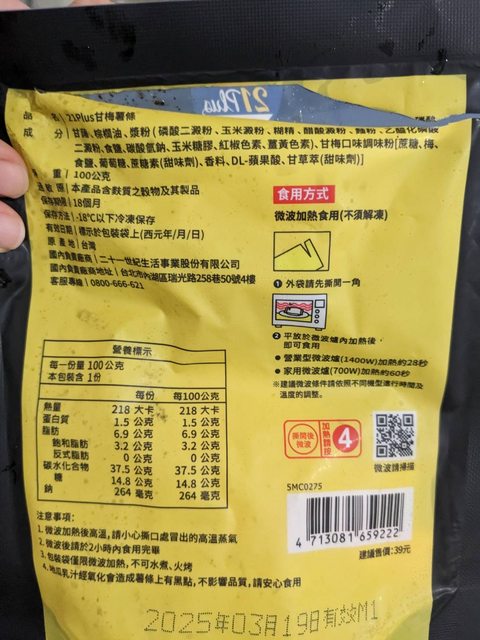 21Plus
品 名 21Plus甘梅薯條
成 分 甘藷、棕櫚油、漿粉(磷酸二澱粉、玉米澱粉、糊精、醋酸澱粉、麵粉、乙醯化磷酸
二澱粉、食鹽、碳酸氫鈉、玉米糖膠、紅椒色素、薑黃色素)、甘梅口味調味粉[蔗糖、梅、
食鹽、葡萄糖、蔗糖素(甜味劑)、香料、DL-蘋果酸、甘草萃(甜味劑)]
重 100公克
過敏原 本產品含麩質之穀物及其製品
保存期限 18個月
保存方法 -18℃以下冷凍保存
有效日期 標示於包裝袋上(西元年/月/日)
原產地 台灣
國內負責廠商 二十一世紀生活事業股份有限公司
國內負責廠商地址 台北市內湖區瑞光路258巷50號4樓
客服專線 0800-666-621
食用方式
微波加熱食用(不須解凍)
❶ 外袋請先撕開一角
❷ 平放於微波爐內加熱後
即可食用
• 營業型微波爐(1400W)加熱約28秒
• 家用微波爐(700W)加熱約60秒
※建議微波條件請依照不同機型進行時間及
溫度的調整。
營養標示
每一份量 100公克
本包裝含 1份
每份 每100公克
熱量 218 大卡 218 大卡
蛋白質 1.5 公克 1.5 公克
脂肪 6.9 公克 6.9 公克
飽和脂肪 3.2 公克 3.2 公克
反式脂肪 0 公克 0 公克
碳水化合物 37.5 公克 37.5 公克
糖 14.8 公克 14.8 公克
鈉 264 毫克 264 毫克
撕開後
微波
加熱請按
4
微波請掃描
5MC0275
4 713081 659222
建議售價:39元
注意事項:
1. 微波加熱後高溫,請小心撕口處冒出的高溫蒸氣
2. 微波後請於2小時內食用完畢
3. 包裝袋僅限微波加熱,不可水煮、火烤
4. 地瓜乳汁經氧化會造成薯條上有黑點,不影響品質,請安心食用
2025年03月19日有效M1